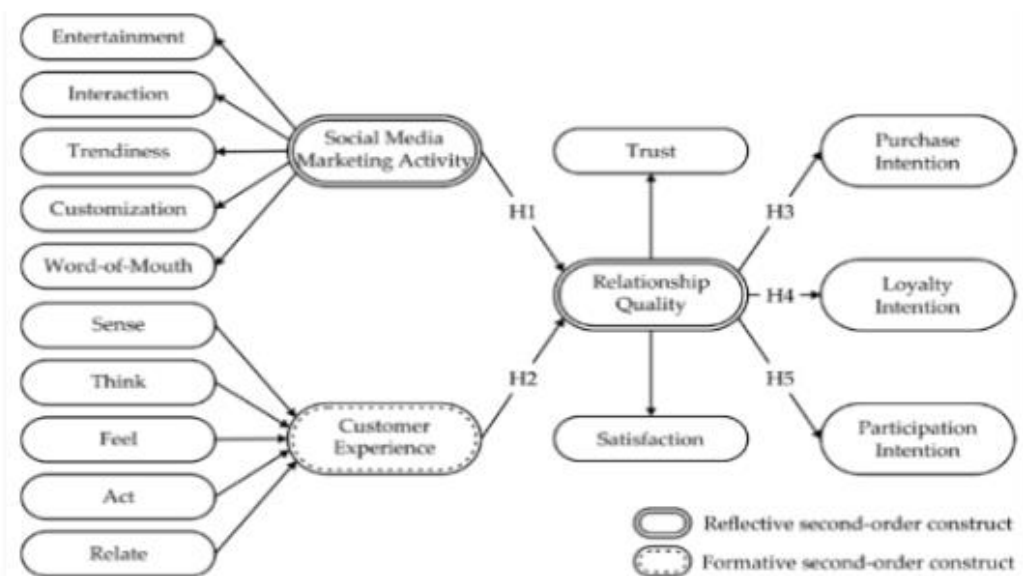 Entertainment
Interaction
Trendiness
Customization
Word-of-Mouth
Sense
Think
Feel
Act
Relate
Social Media
Marketing Activity
Customer
Experience
H1
H2
Trust
Relationship
Quality
Satisfaction
H3
H4
H5
Purchase
Intention
Loyalty
Intention
Participation
Intention
Reflective second-order construct
Formative second-order construct